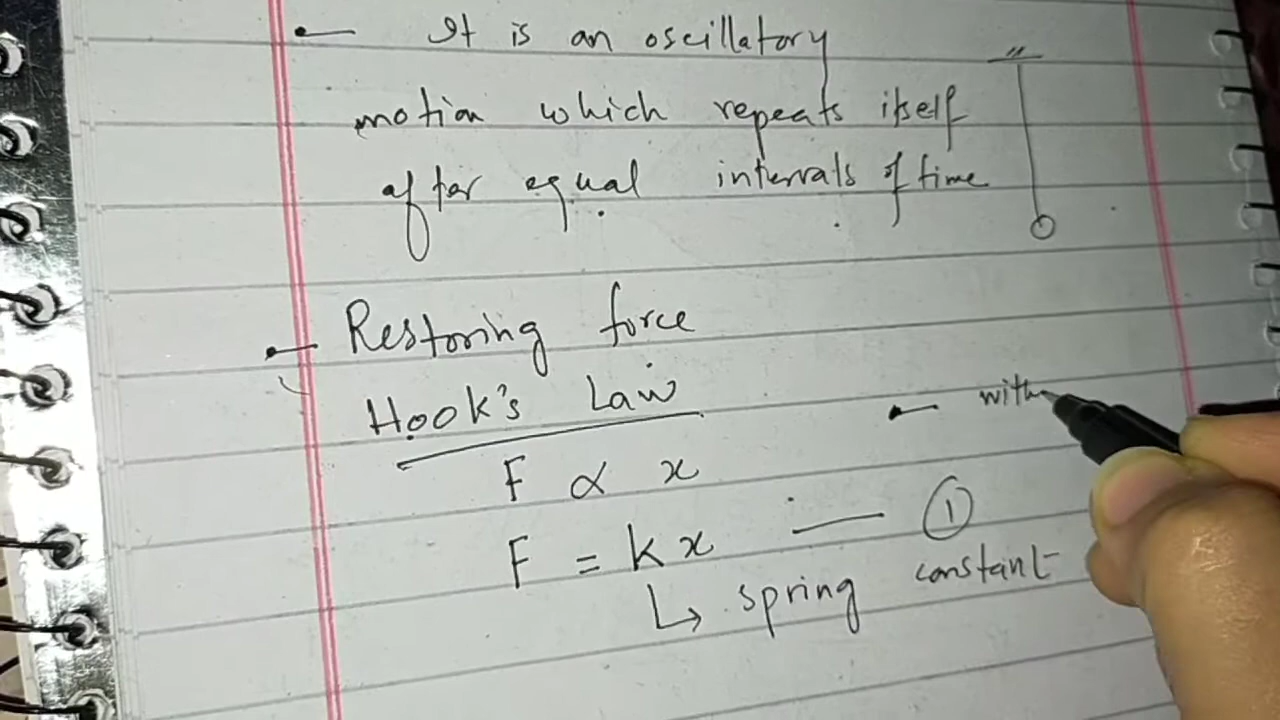 It is an oscillatory
motion which repeats itself
after equal intervals of time
Restoring force
Hook's Law
F ∝ x
with
F = kx — ①
↳ spring constant